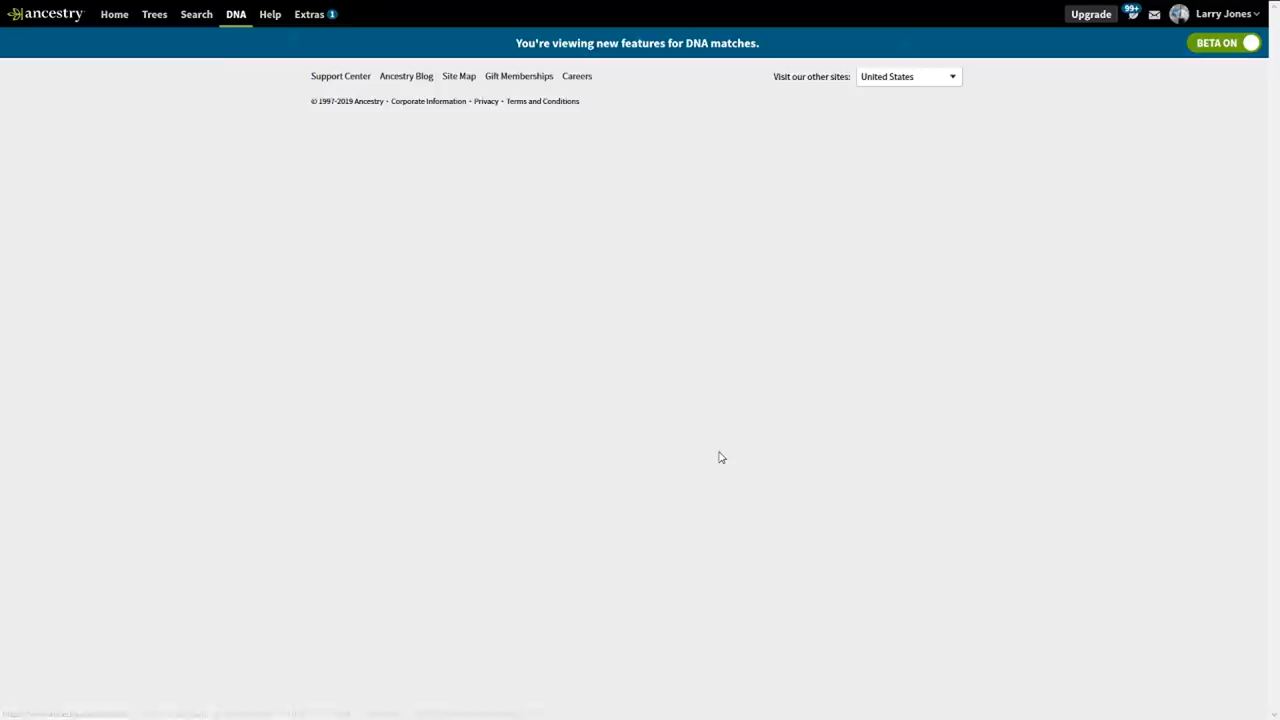 ancestry Home Trees Search DNA Help Extras 1 Upgrade 99+ Larry Jones
You're viewing new features for DNA matches. BETA ON
Support Center Ancestry Blog Site Map Gift Memberships Careers Visit our other sites: United States
© 1997-2019 Ancestry • Corporate Information • Privacy • Terms and Conditions